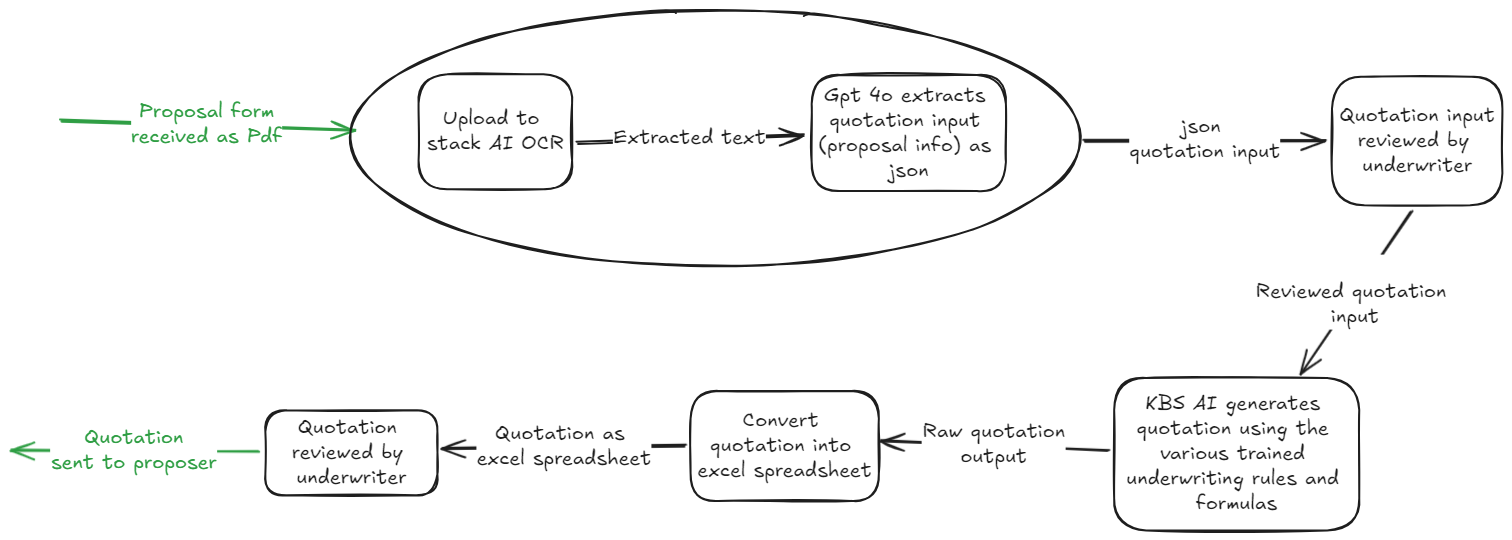 Proposal form
received as Pdf
Upload to
stack AI OCR
Extracted text
Gpt 4o extracts
quotation input
(proposal info) as
json
json
quotation input
Quotation input
reviewed by
underwriter
Reviewed quotation
input
KBS AI generates
quotation using the
various trained
underwriting rules and
formulas
Raw quotation
output
Convert
quotation into
excel spreadsheet
Quotation as
excel spreadsheet
Quotation
reviewed by
underwriter
Quotation
sent to proposer